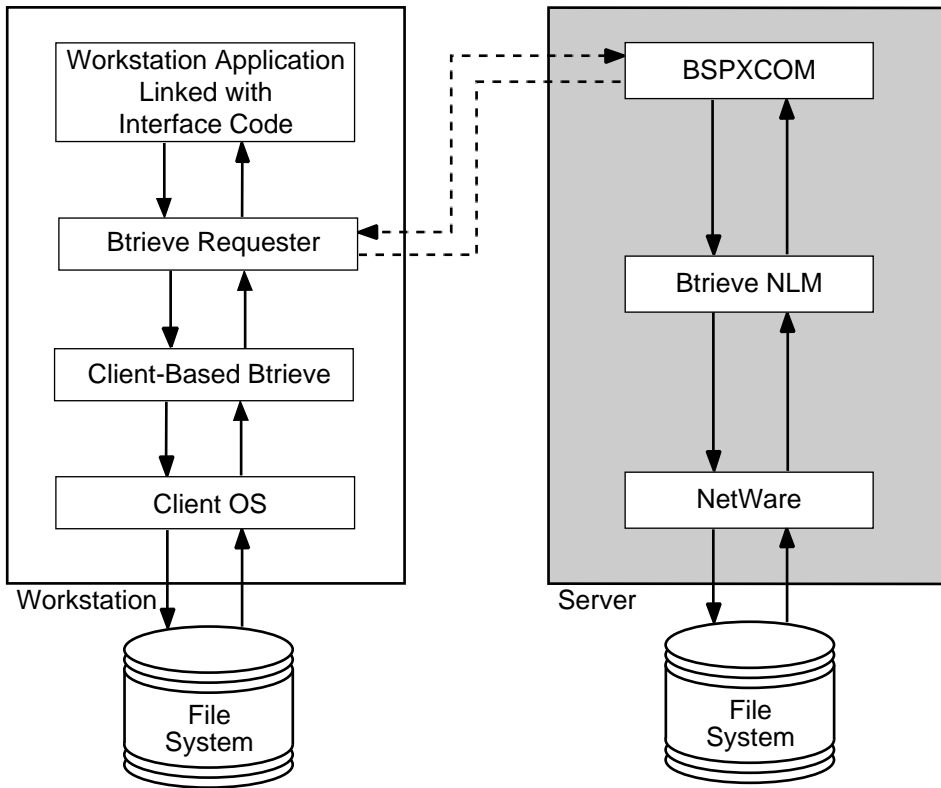 Workstation Application
Linked with
Interface Code
Btrieve Requester
Client-Based Btrieve
Client OS
Workstation
File
System
BSPXCOM
Btrieve NLM
NetWare
Server
File
System